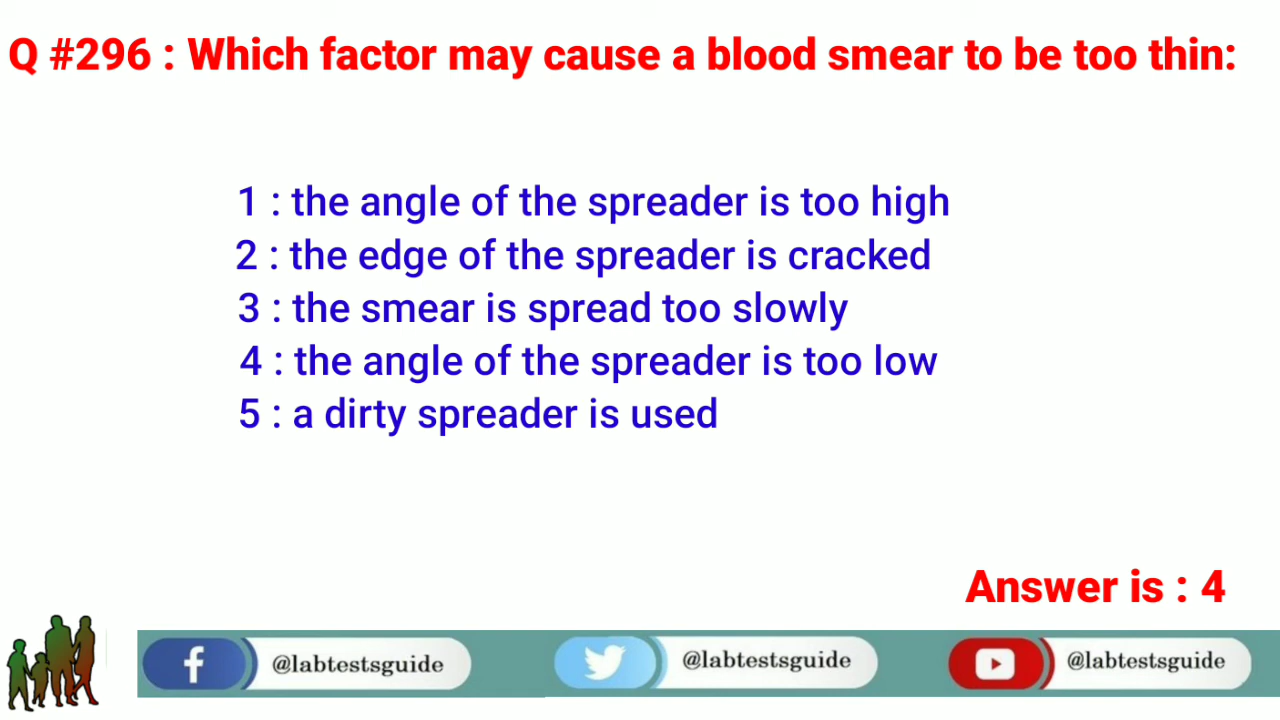 Q #296 : Which factor may cause a blood smear to be too thin:
1 : the angle of the spreader is too high
2 : the edge of the spreader is cracked
3 : the smear is spread too slowly
4 : the angle of the spreader is too low
5 : a dirty spreader is used
Answer is : 4
f @labtestsguide @labtestsguide @labtestsguide